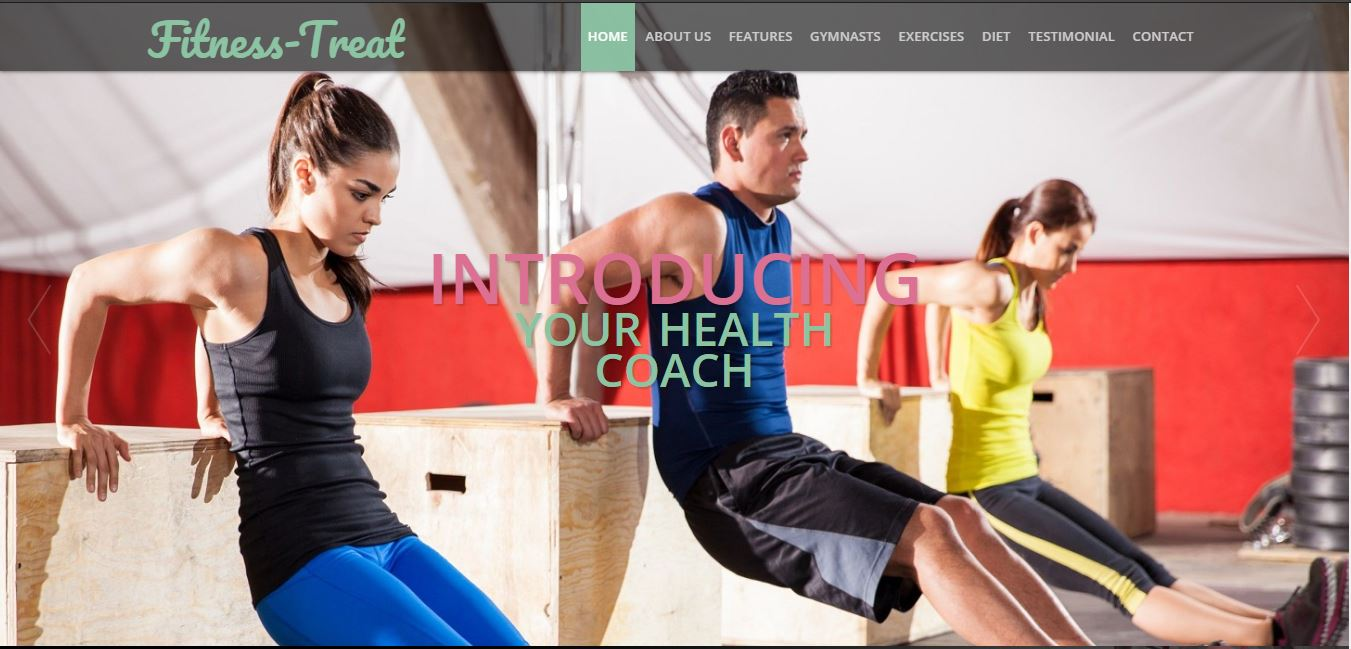 Fitness-Treat
HOME ABOUT US FEATURES GYMNASTS EXERCISES DIET TESTIMONIAL CONTACT
INTRODUCING
YOUR HEALTH
COACH